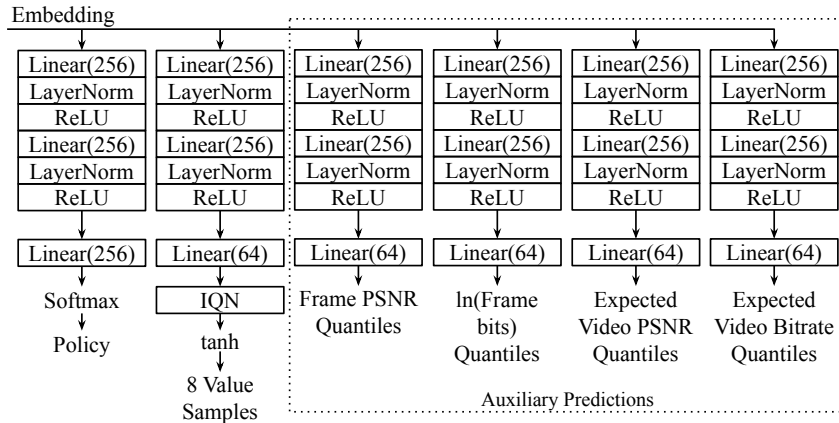 Embedding
Linear(256) Linear(256) Linear(256) Linear(256) Linear(256) Linear(256)
LayerNorm LayerNorm LayerNorm LayerNorm LayerNorm LayerNorm
ReLU ReLU ReLU ReLU ReLU ReLU
Linear(256) Linear(256) Linear(256) Linear(256) Linear(256) Linear(256)
LayerNorm LayerNorm LayerNorm LayerNorm LayerNorm LayerNorm
ReLU ReLU ReLU ReLU ReLU ReLU
Linear(256) Linear(64) Linear(64) Linear(64) Linear(64) Linear(64)
Softmax
Policy
IQN
tanh
8 Value
Samples
Frame PSNR
Quantiles
ln(Frame
bits)
Quantiles
Expected
Video PSNR
Quantiles
Expected
Video Bitrate
Quantiles
Auxiliary Predictions